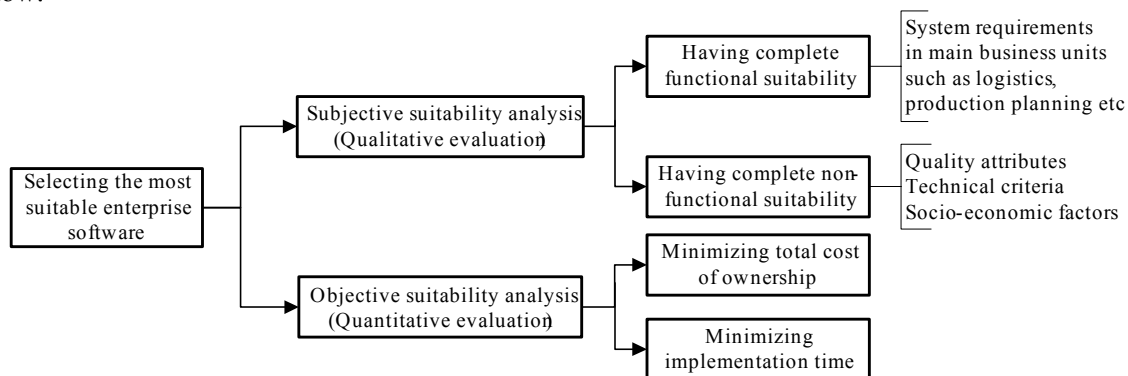 Having complete
functional suitability
System requirements
in main business units
such as logistics,
production planning etc
Subjective suitability analysis
(Qualitative evaluation)
Selecting the most
suitable enterprise
software
Having complete non-
functional suitability
Quality attributes
Technical criteria
Socio-economic factors
Objective suitability analysis
(Quantitative evaluation)
Minimizing total cost
of ownership
Minimizing
implementation time